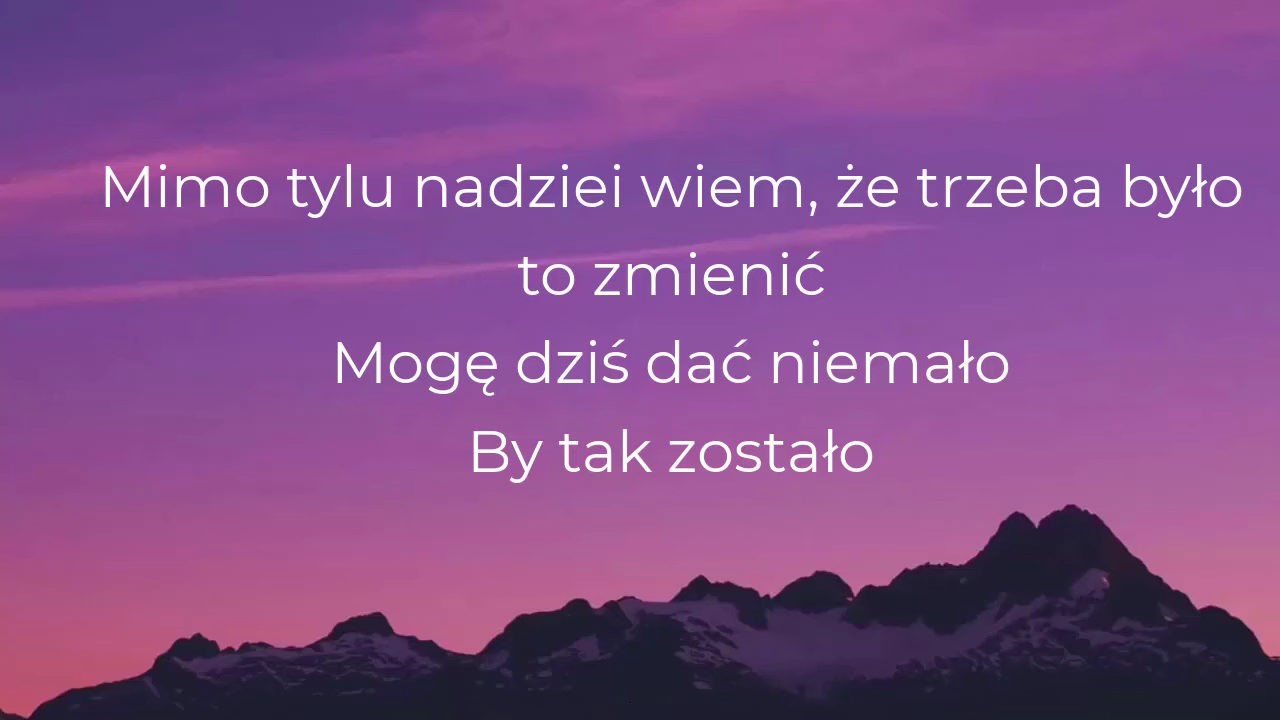 Mimo tylu nadziei wiem, że trzeba było
to zmienić
Mogę dziś dać niemało
By tak zostało